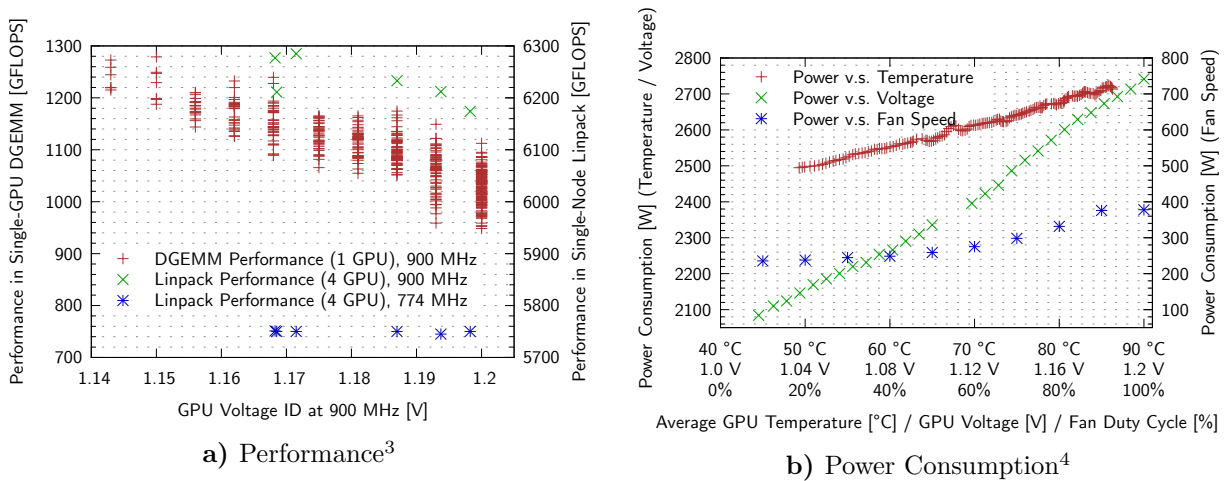 Performance in Single-GPU DGEMM [GFLOPS]
1300
1200
1100
1000
900
800
700
6300
6200
6100
6000
5900
5800
5700
Performance in Single-Node Linpack [GFLOPS]
DGEMM Performance (1 GPU), 900 MHz
Linpack Performance (4 GPU), 900 MHz
Linpack Performance (4 GPU), 774 MHz
1.14 1.15 1.16 1.17 1.18 1.19 1.2
GPU Voltage ID at 900 MHz [V]
a) Performance³
Power Consumption [W] (Temperature / Voltage)
2800
2700
2600
2500
2400
2300
2200
2100
800
700
600
500
400
300
200
100
Power Consumption [W] (Fan Speed)
Power v.s. Temperature
Power v.s. Voltage
Power v.s. Fan Speed
40 °C 50 °C 60 °C 70 °C 80 °C 90 °C
1.0 V 1.04 V 1.08 V 1.12 V 1.16 V 1.2 V
0% 20% 40% 60% 80% 100%
Average GPU Temperature [°C] / GPU Voltage [V] / Fan Duty Cycle [%]
b) Power Consumption⁴